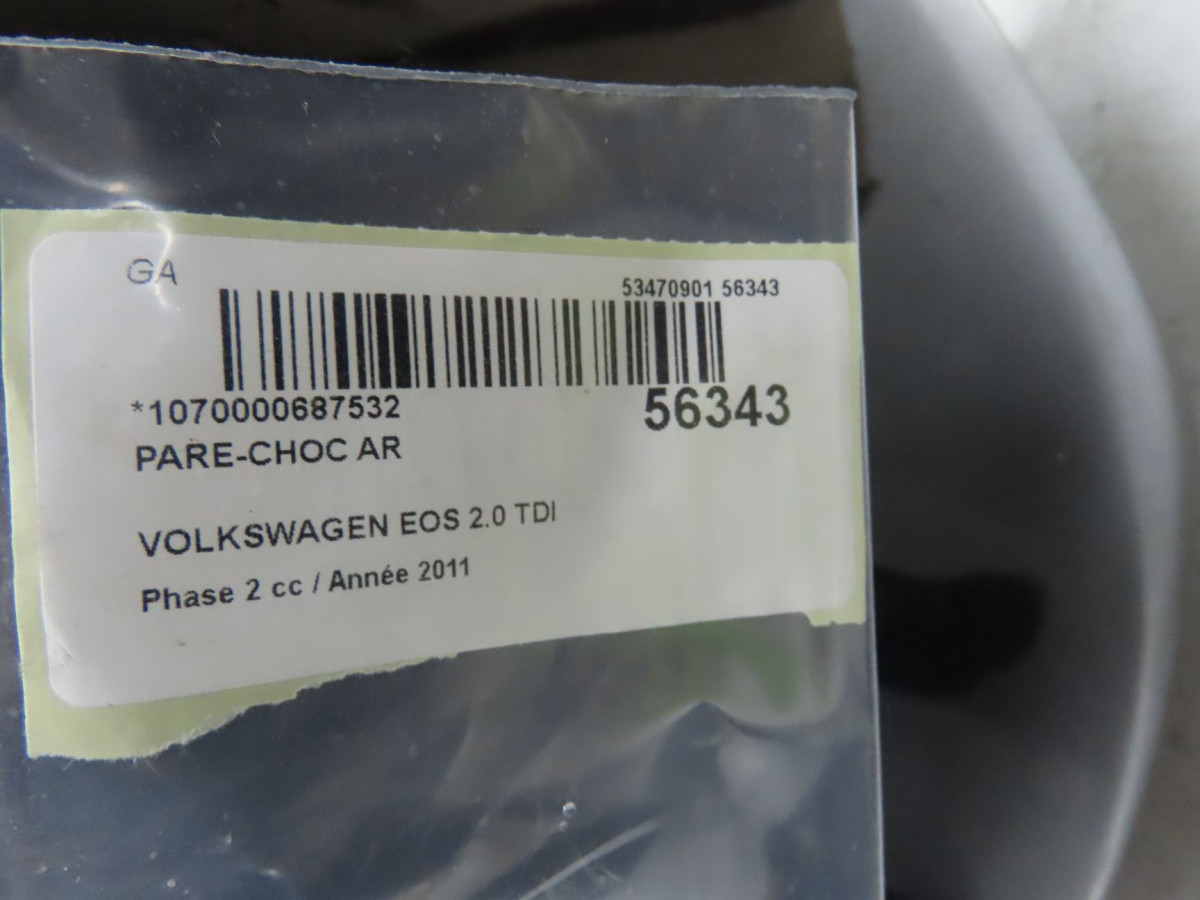 GA
53470901 56343
*1070000687532
56343
PARE-CHOC AR
VOLKSWAGEN EOS 2.0 TDI
Phase 2 cc / Année 2011